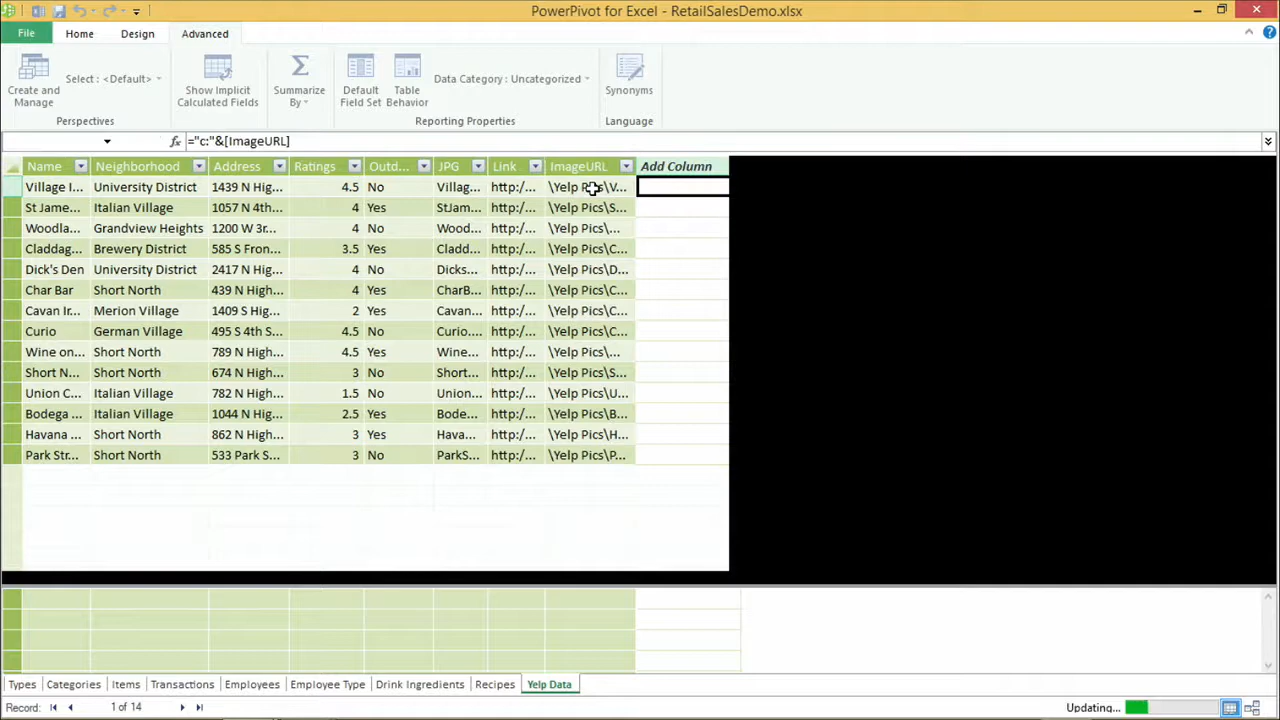 PowerPivot for Excel - RetailSalesDemo.xlsx
File Home Design Advanced
Create and Manage
Select : <Default>
Show Implicit Calculated Fields
Summarize By
Default Field Set
Table Behavior
Data Category : Uncategorized
Synonyms
Perspectives Reporting Properties Language
fx ="c:"&[ImageURL]
Name Neighborhood Address Ratings Outd... JPG Link ImageURL Add Column
Village I... University District 1439 N Hig... 4.5 No Villag... http:/... \Yelp Pics\V...
St Jame... Italian Village 1057 N 4th... 4 Yes StJam... http:/... \Yelp Pics\S...
Woodla... Grandview Heights 1200 W 3r... 4 No Wood... http:/... \Yelp Pics\...
Claddag... Brewery District 585 S Fron... 3.5 Yes Cladd... http:/... \Yelp Pics\C...
Dick's Den University District 2417 N Hig... 4 No Dicks... http:/... \Yelp Pics\D...
Char Bar Short North 439 N High... 4 Yes CharB... http:/... \Yelp Pics\C...
Cavan Ir... Merion Village 1409 S Hig... 2 Yes Cavan... http:/... \Yelp Pics\C...
Curio German Village 495 S 4th S... 4.5 No Curio.... http:/... \Yelp Pics\C...
Wine on... Short North 789 N High... 4.5 Yes Wine... http:/... \Yelp Pics\...
Short N... Short North 674 N High... 3 No Short... http:/... \Yelp Pics\S...
Union C... Italian Village 782 N High... 1.5 No Union... http:/... \Yelp Pics\U...
Bodega ... Italian Village 1044 N Hig... 2.5 Yes Bode... http:/... \Yelp Pics\B...
Havana ... Short North 862 N High... 3 Yes Hava... http:/... \Yelp Pics\H...
Park Str... Short North 533 Park S... 3 No ParkS... http:/... \Yelp Pics\P...
Types Categories Items Transactions Employees Employee Type Drink Ingredients Recipes Yelp Data
Record: 1 of 14 Updating...